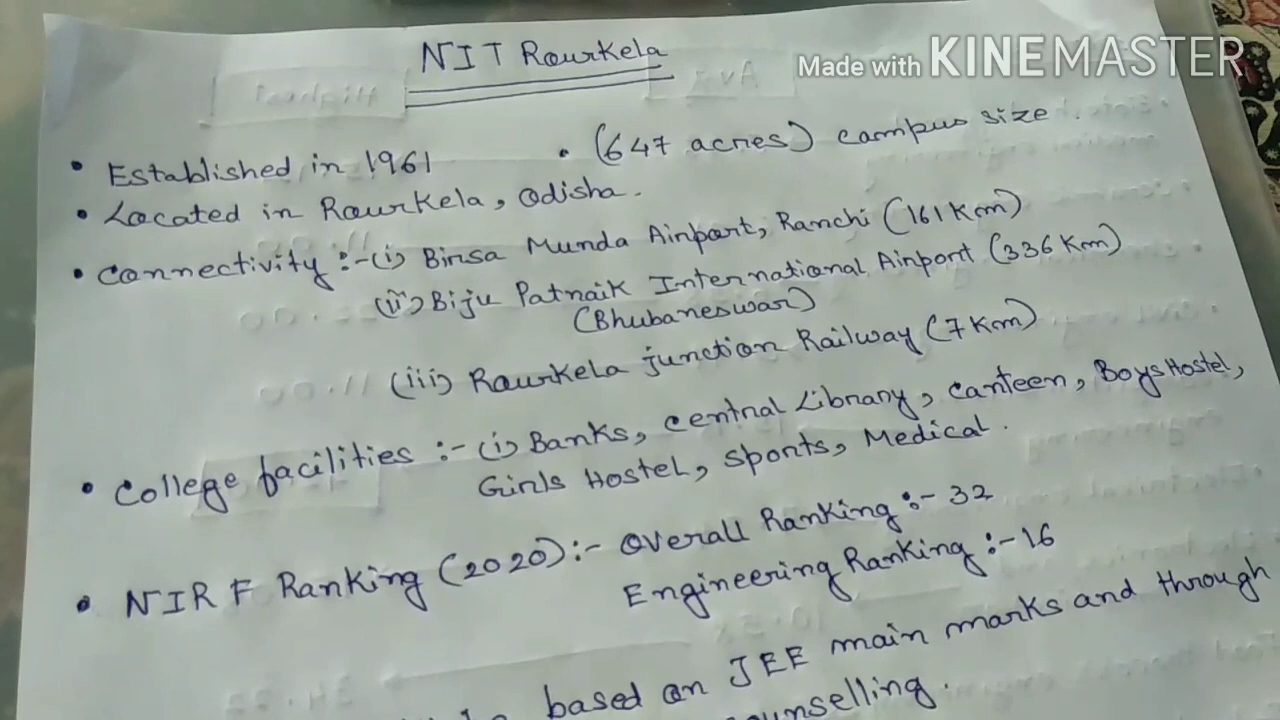 NIT Rourkela
Made with KINEMASTER
• Established in 1961 • (647 acres) campus size.
• Located in Rourkela, Odisha.
• Connectivity :- (i) Birsa Munda Airport, Ranchi (161 Km)
(ii) Biju Patnaik International Airport (336 Km)
(Bhubaneswar)
(iii) Rourkela junction Railway (7 Km)
• College facilities :- (i) Banks, central Library, canteen, Boys Hostel,
Girls Hostel, sports, Medical.
• NIRF Ranking (2020) :- Overall Ranking :- 32
Engineering Ranking :- 16
based on JEE main marks and through
counselling.